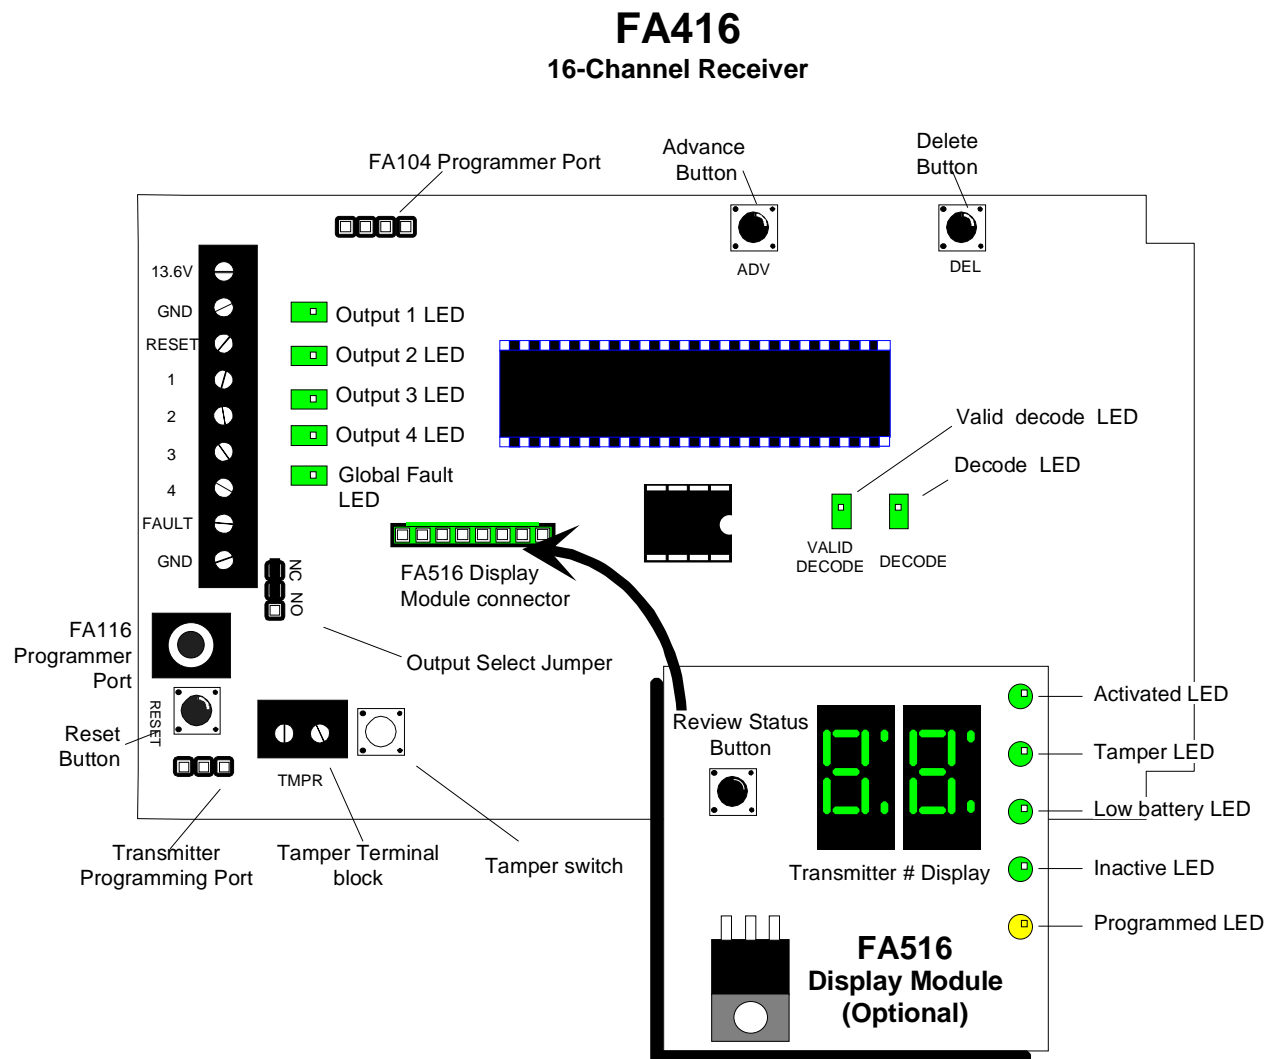 FA416
16-Channel Receiver
FA104 Programmer Port
Advance
Button
Delete
Button
ADV
DEL
13.6V
GND
RESET
1
2
3
4
FAULT
GND
Output 1 LED
Output 2 LED
Output 3 LED
Output 4 LED
Global Fault
LED
Valid decode LED
Decode LED
VALID
DECODE
DECODE
FA516 Display
Module connector
NC NO
Output Select Jumper
FA116
Programmer
Port
RESET
Reset
Button
TMPR
Transmitter
Programming Port
Tamper Terminal
block
Tamper switch
Review Status
Button
Transmitter # Display
Activated LED
Tamper LED
Low battery LED
Inactive LED
Programmed LED
8.8.
FA516
Display Module
(Optional)